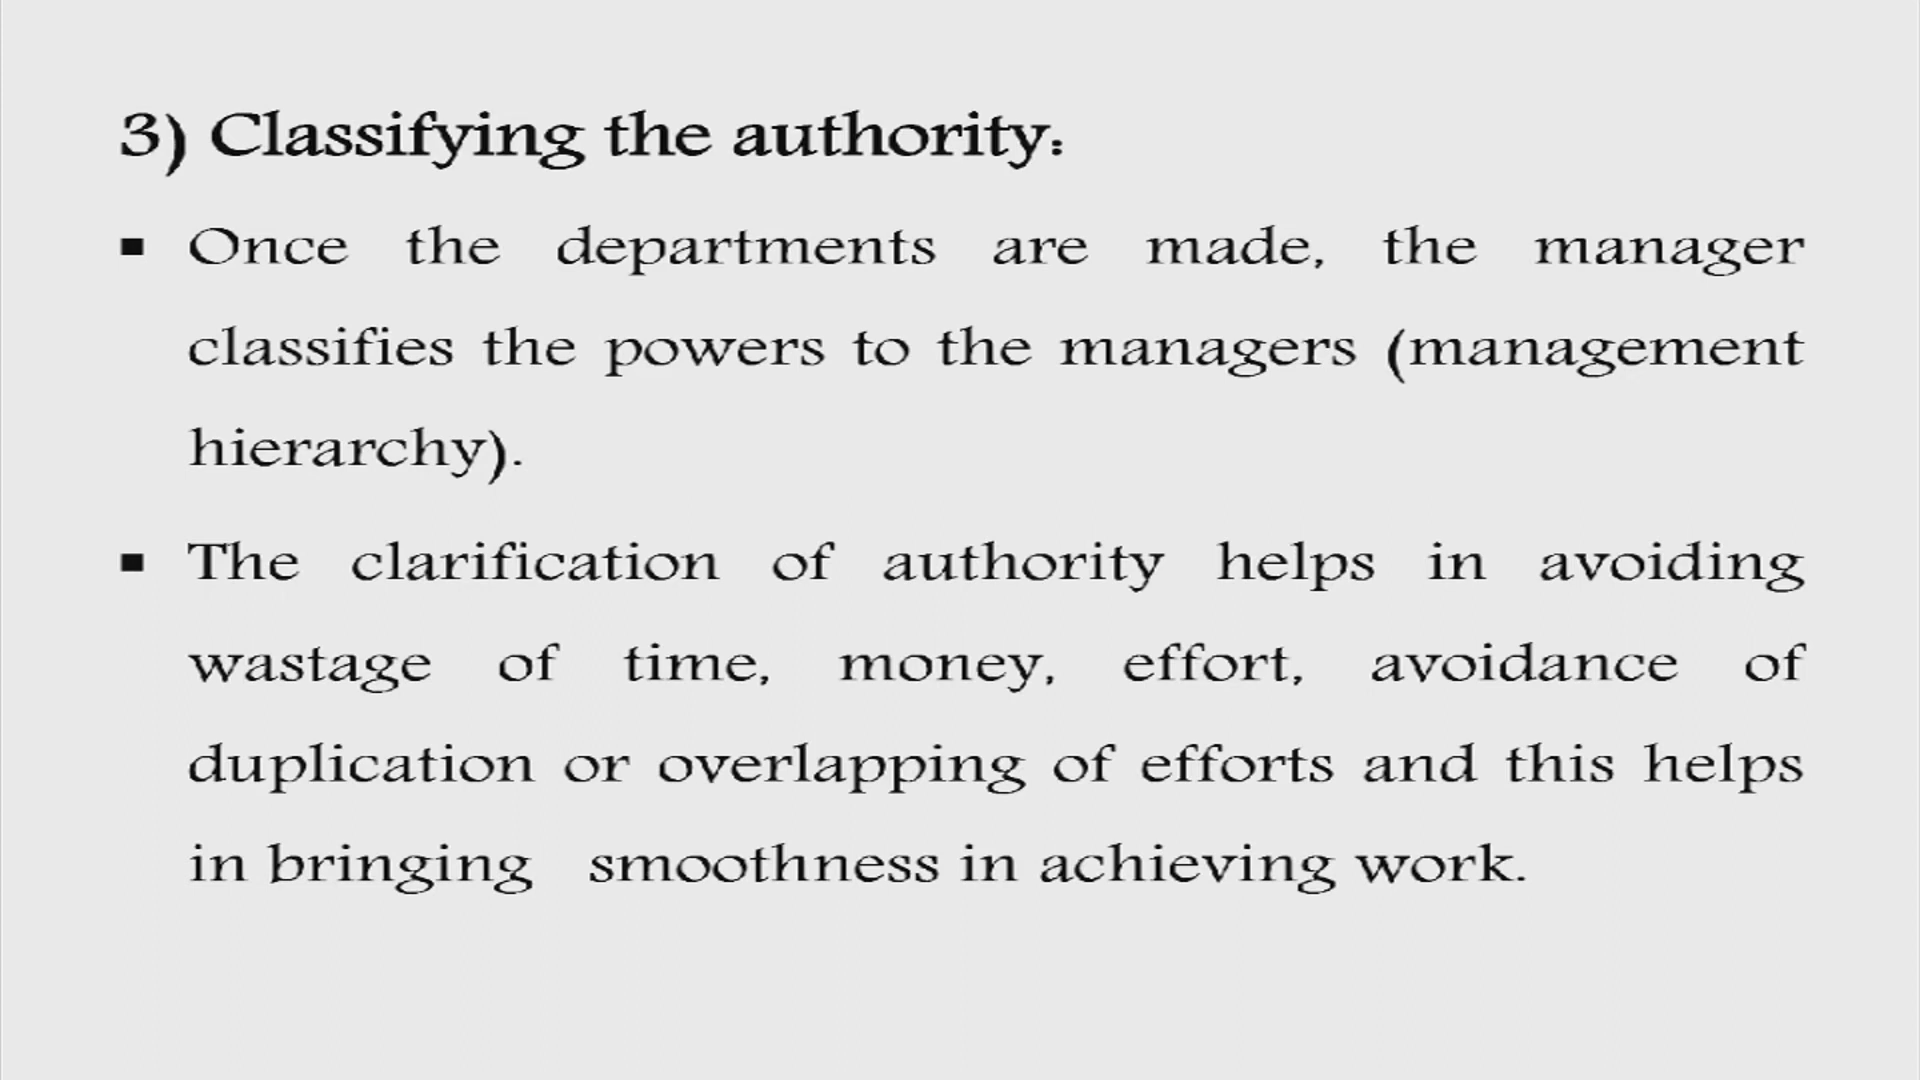 3) Classifying the authority:
▪ Once the departments are made, the manager
classifies the powers to the managers (management
hierarchy).
▪ The clarification of authority helps in avoiding
wastage of time, money, effort, avoidance of
duplication or overlapping of efforts and this helps
in bringing smoothness in achieving work.